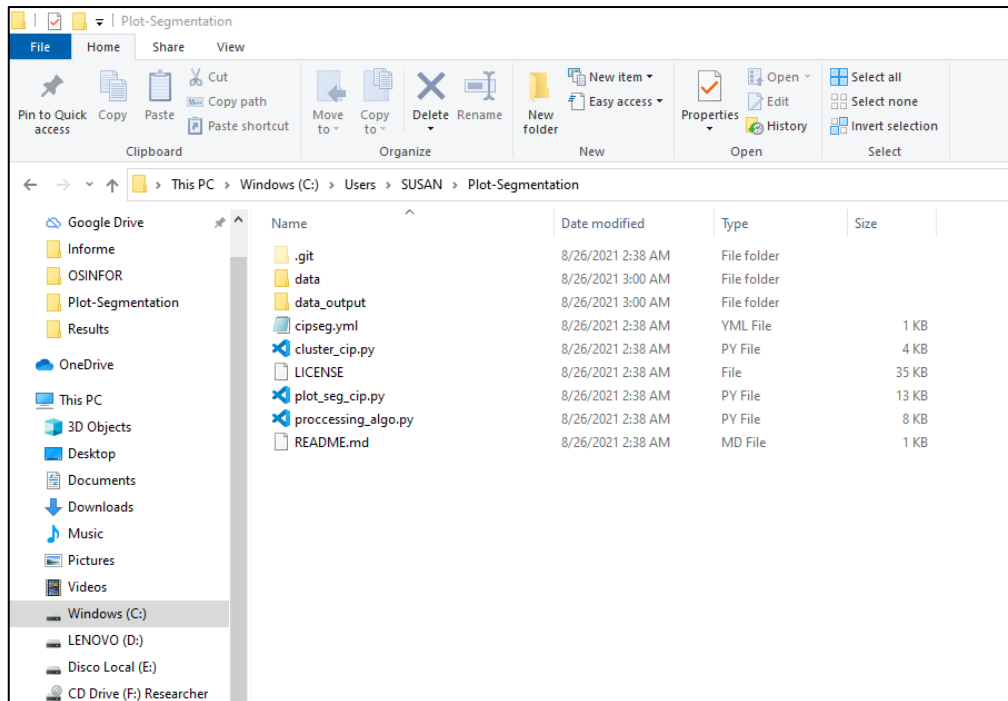 Plot-Segmentation
File Home Share View
Pin to Quick access
Copy
Paste
Cut
Copy path
Paste shortcut
Clipboard
Move to
Copy to
Delete
Rename
Organize
New folder
New item
Easy access
New
Properties
Open
Edit
History
Open
Select all
Select none
Invert selection
Select
This PC > Windows (C:) > Users > SUSAN > Plot-Segmentation
Google Drive
Informe
OSINFOR
Plot-Segmentation
Results
OneDrive
This PC
3D Objects
Desktop
Documents
Downloads
Music
Pictures
Videos
Windows (C:)
LENOVO (D:)
Disco Local (E:)
CD Drive (F:) Researcher
Name Date modified Type Size
.git 8/26/2021 2:38 AM File folder
data 8/26/2021 3:00 AM File folder
data_output 8/26/2021 3:00 AM File folder
cipseg.yml 8/26/2021 2:38 AM YML File 1 KB
cluster_cip.py 8/26/2021 2:38 AM PY File 4 KB
LICENSE 8/26/2021 2:38 AM File 35 KB
plot_seg_cip.py 8/26/2021 2:38 AM PY File 13 KB
proccessing_algo.py 8/26/2021 2:38 AM PY File 8 KB
README.md 8/26/2021 2:38 AM MD File 1 KB